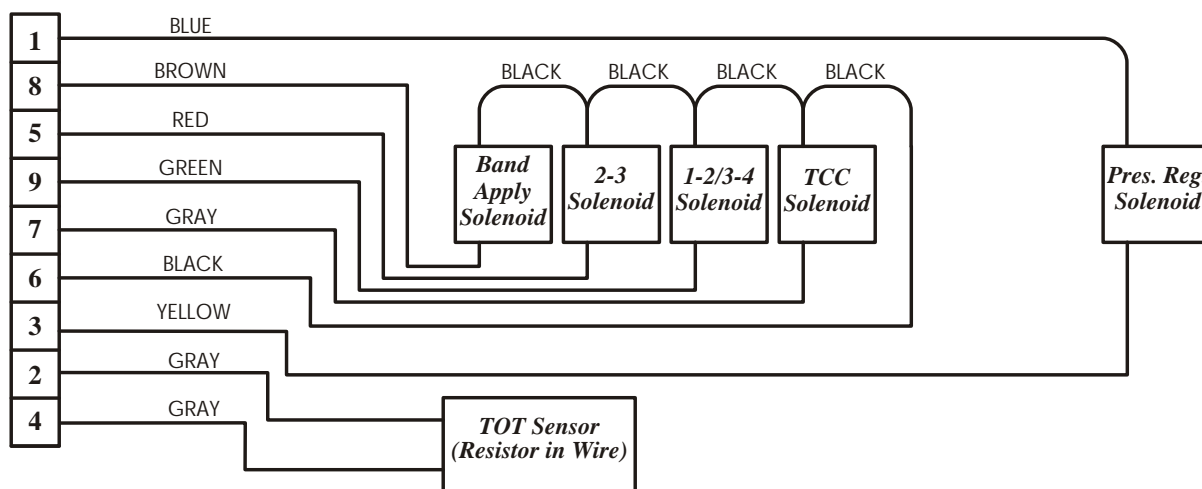 1
BLUE
8
BROWN
5
RED
9
GREEN
7
GRAY
6
BLACK
3
YELLOW
2
GRAY
4
GRAY
BLACK
BLACK
BLACK
BLACK
Band
Apply
Solenoid
2-3
Solenoid
1-2/3-4
Solenoid
TCC
Solenoid
Pres. Reg
Solenoid
TOT Sensor
(Resistor in Wire)